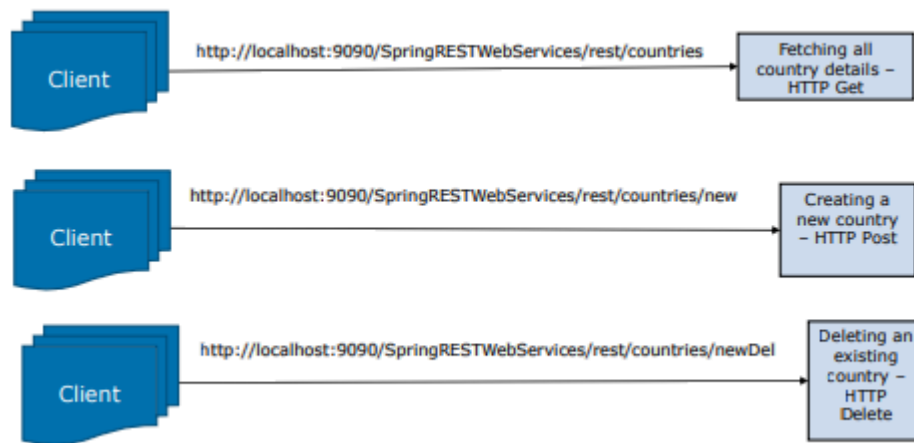 Client
http://localhost:9090/SpringRESTWebServices/rest/countries
Fetching all
country details –
HTTP Get
Client
http://localhost:9090/SpringRESTWebServices/rest/countries/new
Creating a
new country
– HTTP Post
Client
http://localhost:9090/SpringRESTWebServices/rest/countries/newDel
Deleting an
existing
country –
HTTP
Delete